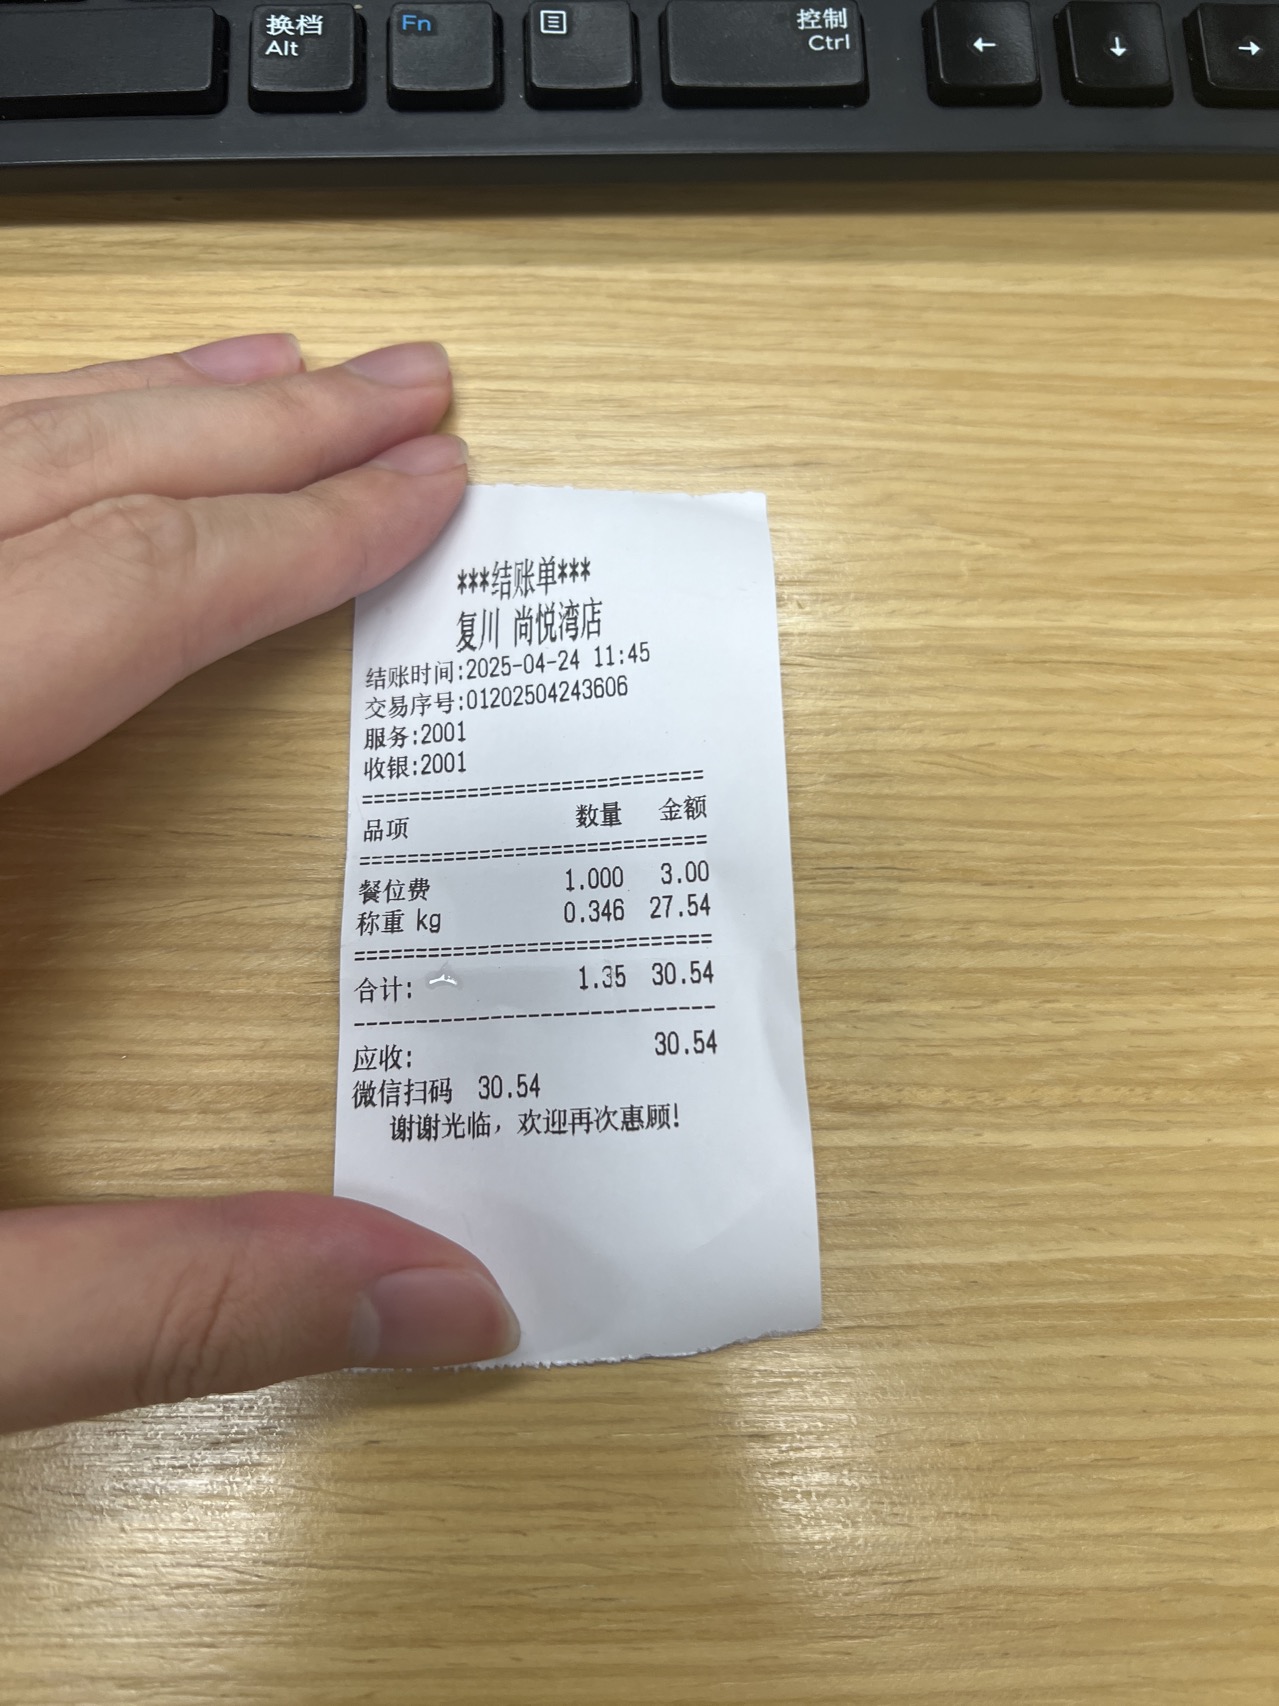 换档
Alt
Fn
控制
Ctrl
***结账单***
复川 尚悦湾店
结账时间:2025-04-24 11:45
交易序号:01202504243606
服务:2001
收银:2001
==============================
品项 数量 金额
==============================
餐位费 1.000 3.00
称重 kg 0.346 27.54
==============================
合计: 1.35 30.54
------------------------------
应收: 30.54
微信扫码 30.54
谢谢光临，欢迎再次惠顾!